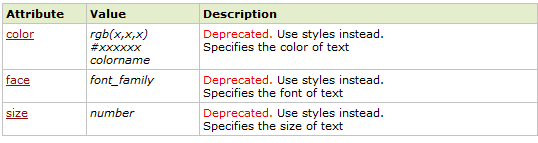 Attribute Value Description
color rgb(x,x,x) Deprecated. Use styles instead.
#xxxxxx Specifies the color of text
colorname
face font_family Deprecated. Use styles instead.
Specifies the font of text
size number Deprecated. Use styles instead.
Specifies the size of text